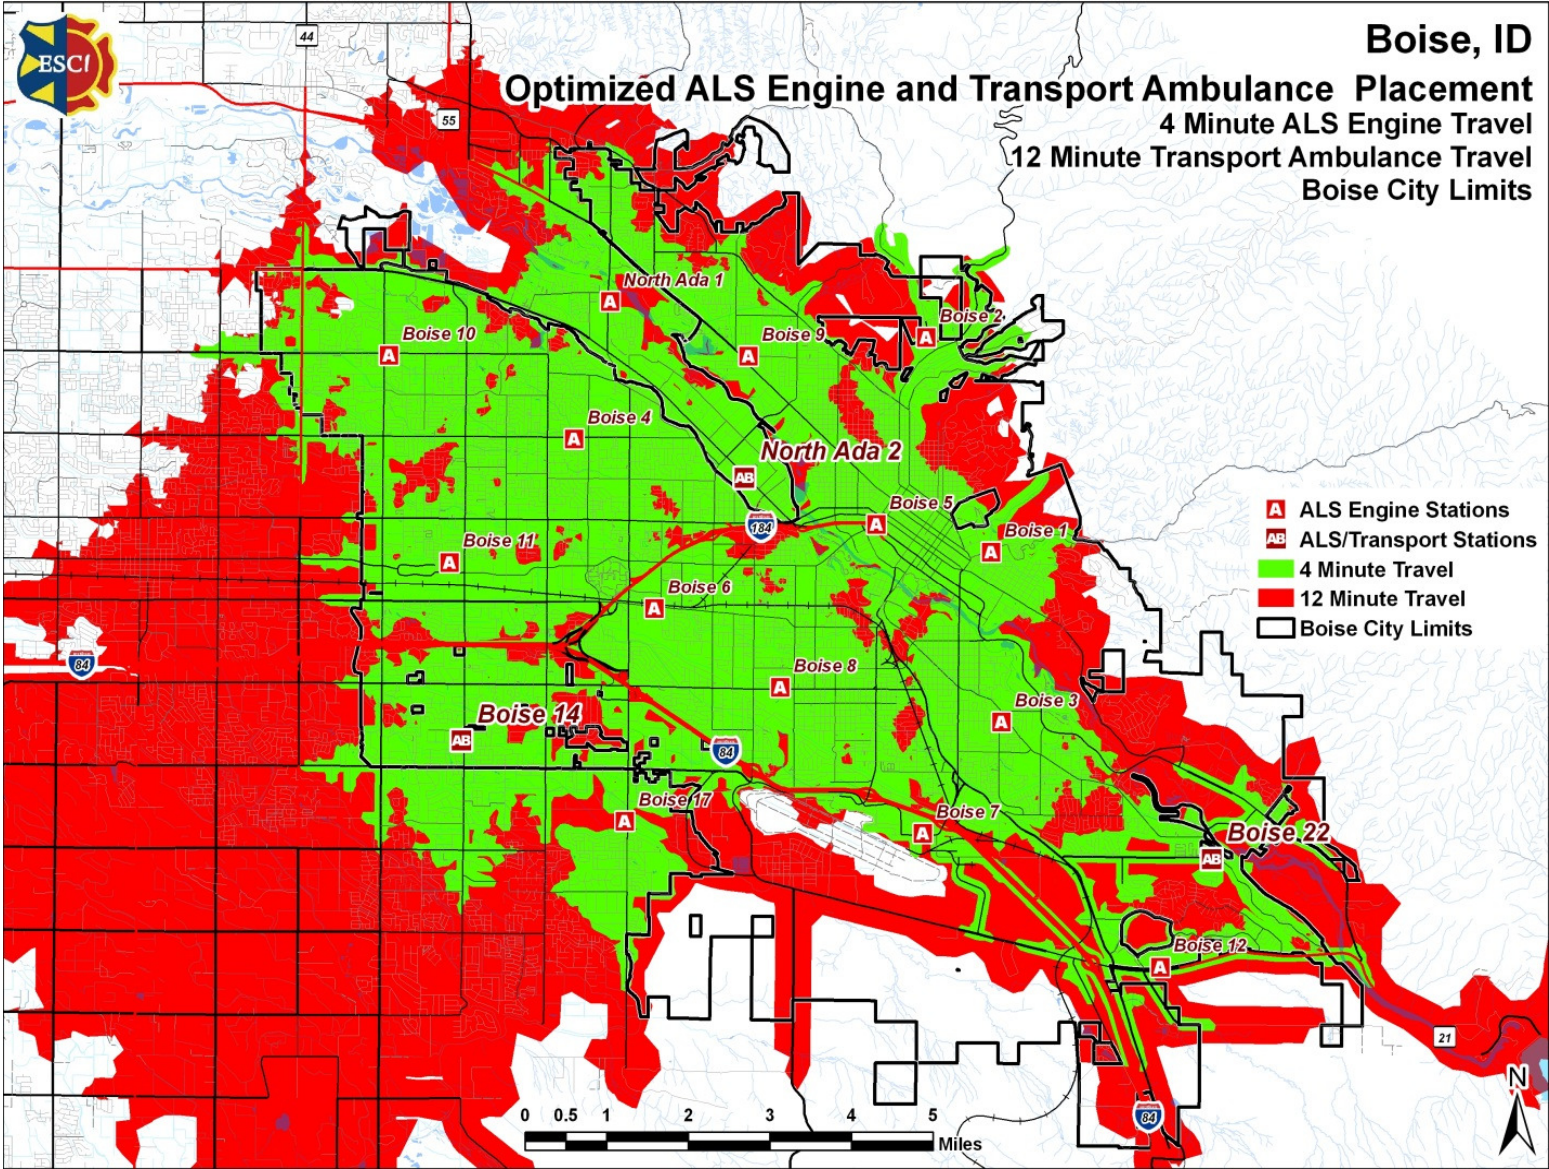 Boise, ID
Optimized ALS Engine and Transport Ambulance Placement
4 Minute ALS Engine Travel
12 Minute Transport Ambulance Travel
Boise City Limits
ESCi
44
55
North Ada 1
Boise 2
Boise 10
Boise 9
Boise 4
North Ada 2
Boise 5
184
Boise 1
Boise 11
Boise 6
84
Boise 8
Boise 3
Boise 14
84
Boise 17
Boise 7
Boise 22
Boise 12
21
84
A
A
A
A
A
AB
A
A
A
A
A
A
AB
A
A
AB
A
A ALS Engine Stations
AB ALS/Transport Stations
4 Minute Travel
12 Minute Travel
Boise City Limits
N
0 0.5 1 2 3 4 5
Miles